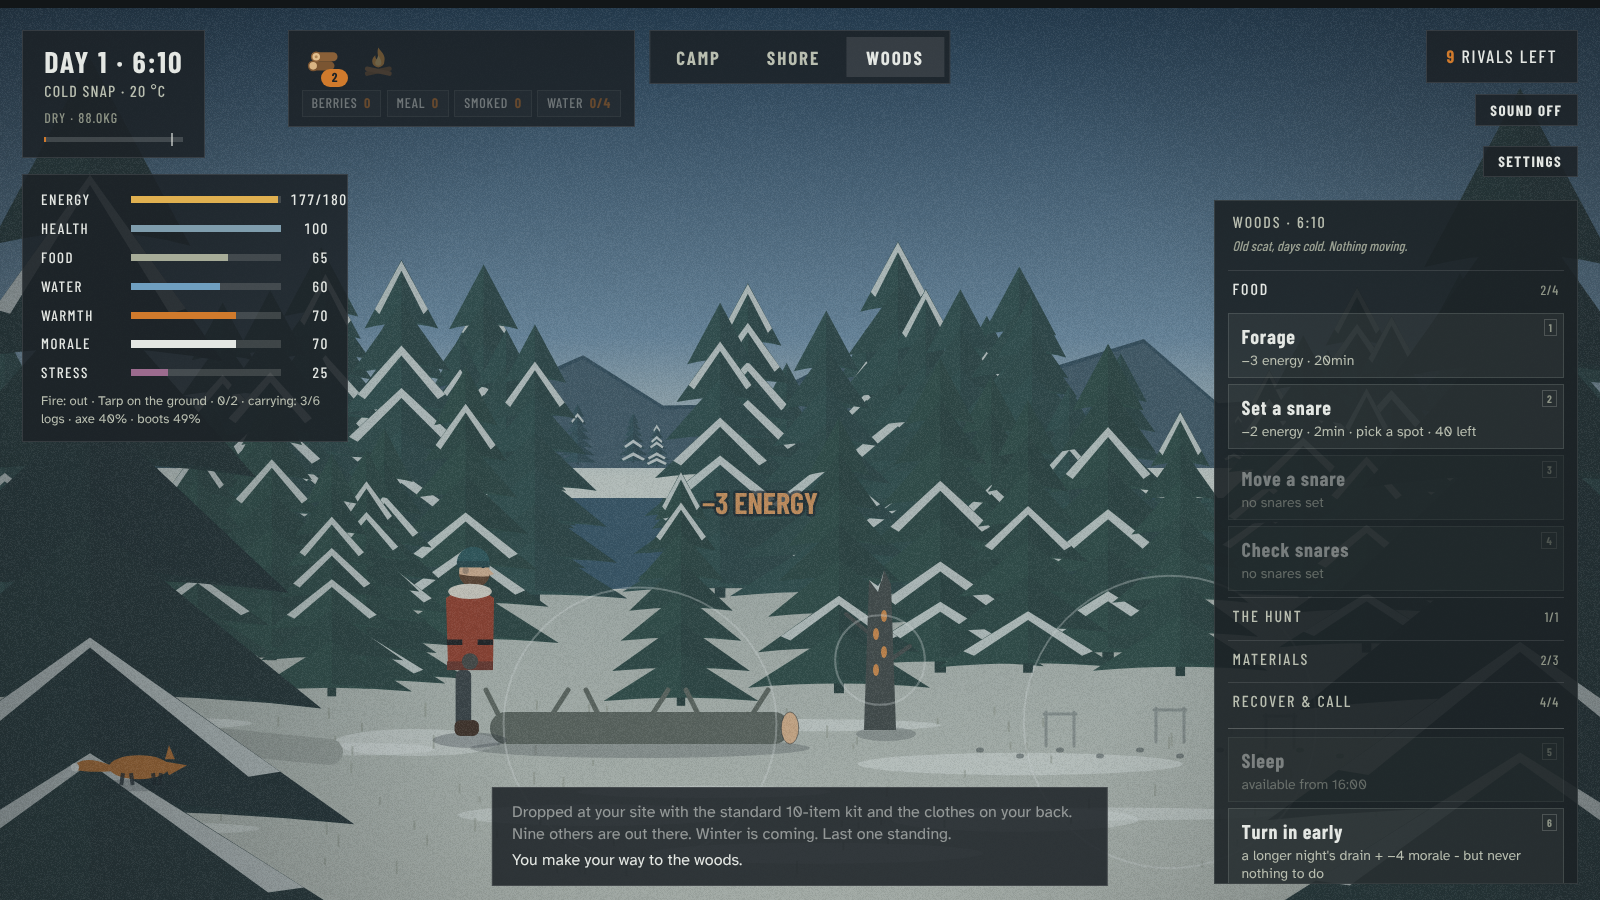 DAY 1 · 6:10
COLD SNAP · 20 °C
DRY · 88.0KG
2
BERRIES 0
MEAL 0
SMOKED 0
WATER 0/4
CAMP
SHORE
WOODS
9 RIVALS LEFT
SOUND OFF
SETTINGS
ENERGY 177/180
HEALTH 100
FOOD 65
WATER 60
WARMTH 70
MORALE 70
STRESS 25
Fire: out · Tarp on the ground · 0/2 · carrying: 3/6
logs · axe 40% · boots 49%
−3 ENERGY
WOODS · 6:10
Old scat, days cold. Nothing moving.
FOOD 2/4
Forage 1
−3 energy · 20min
Set a snare 2
−2 energy · 2min · pick a spot · 40 left
Move a snare 3
no snares set
Check snares 4
no snares set
THE HUNT 1/1
MATERIALS 2/3
RECOVER & CALL 4/4
Sleep 5
available from 16:00
Turn in early 6
a longer night's drain + −4 morale - but never
nothing to do
Dropped at your site with the standard 10-item kit and the clothes on your back.
Nine others are out there. Winter is coming. Last one standing.
You make your way to the woods.